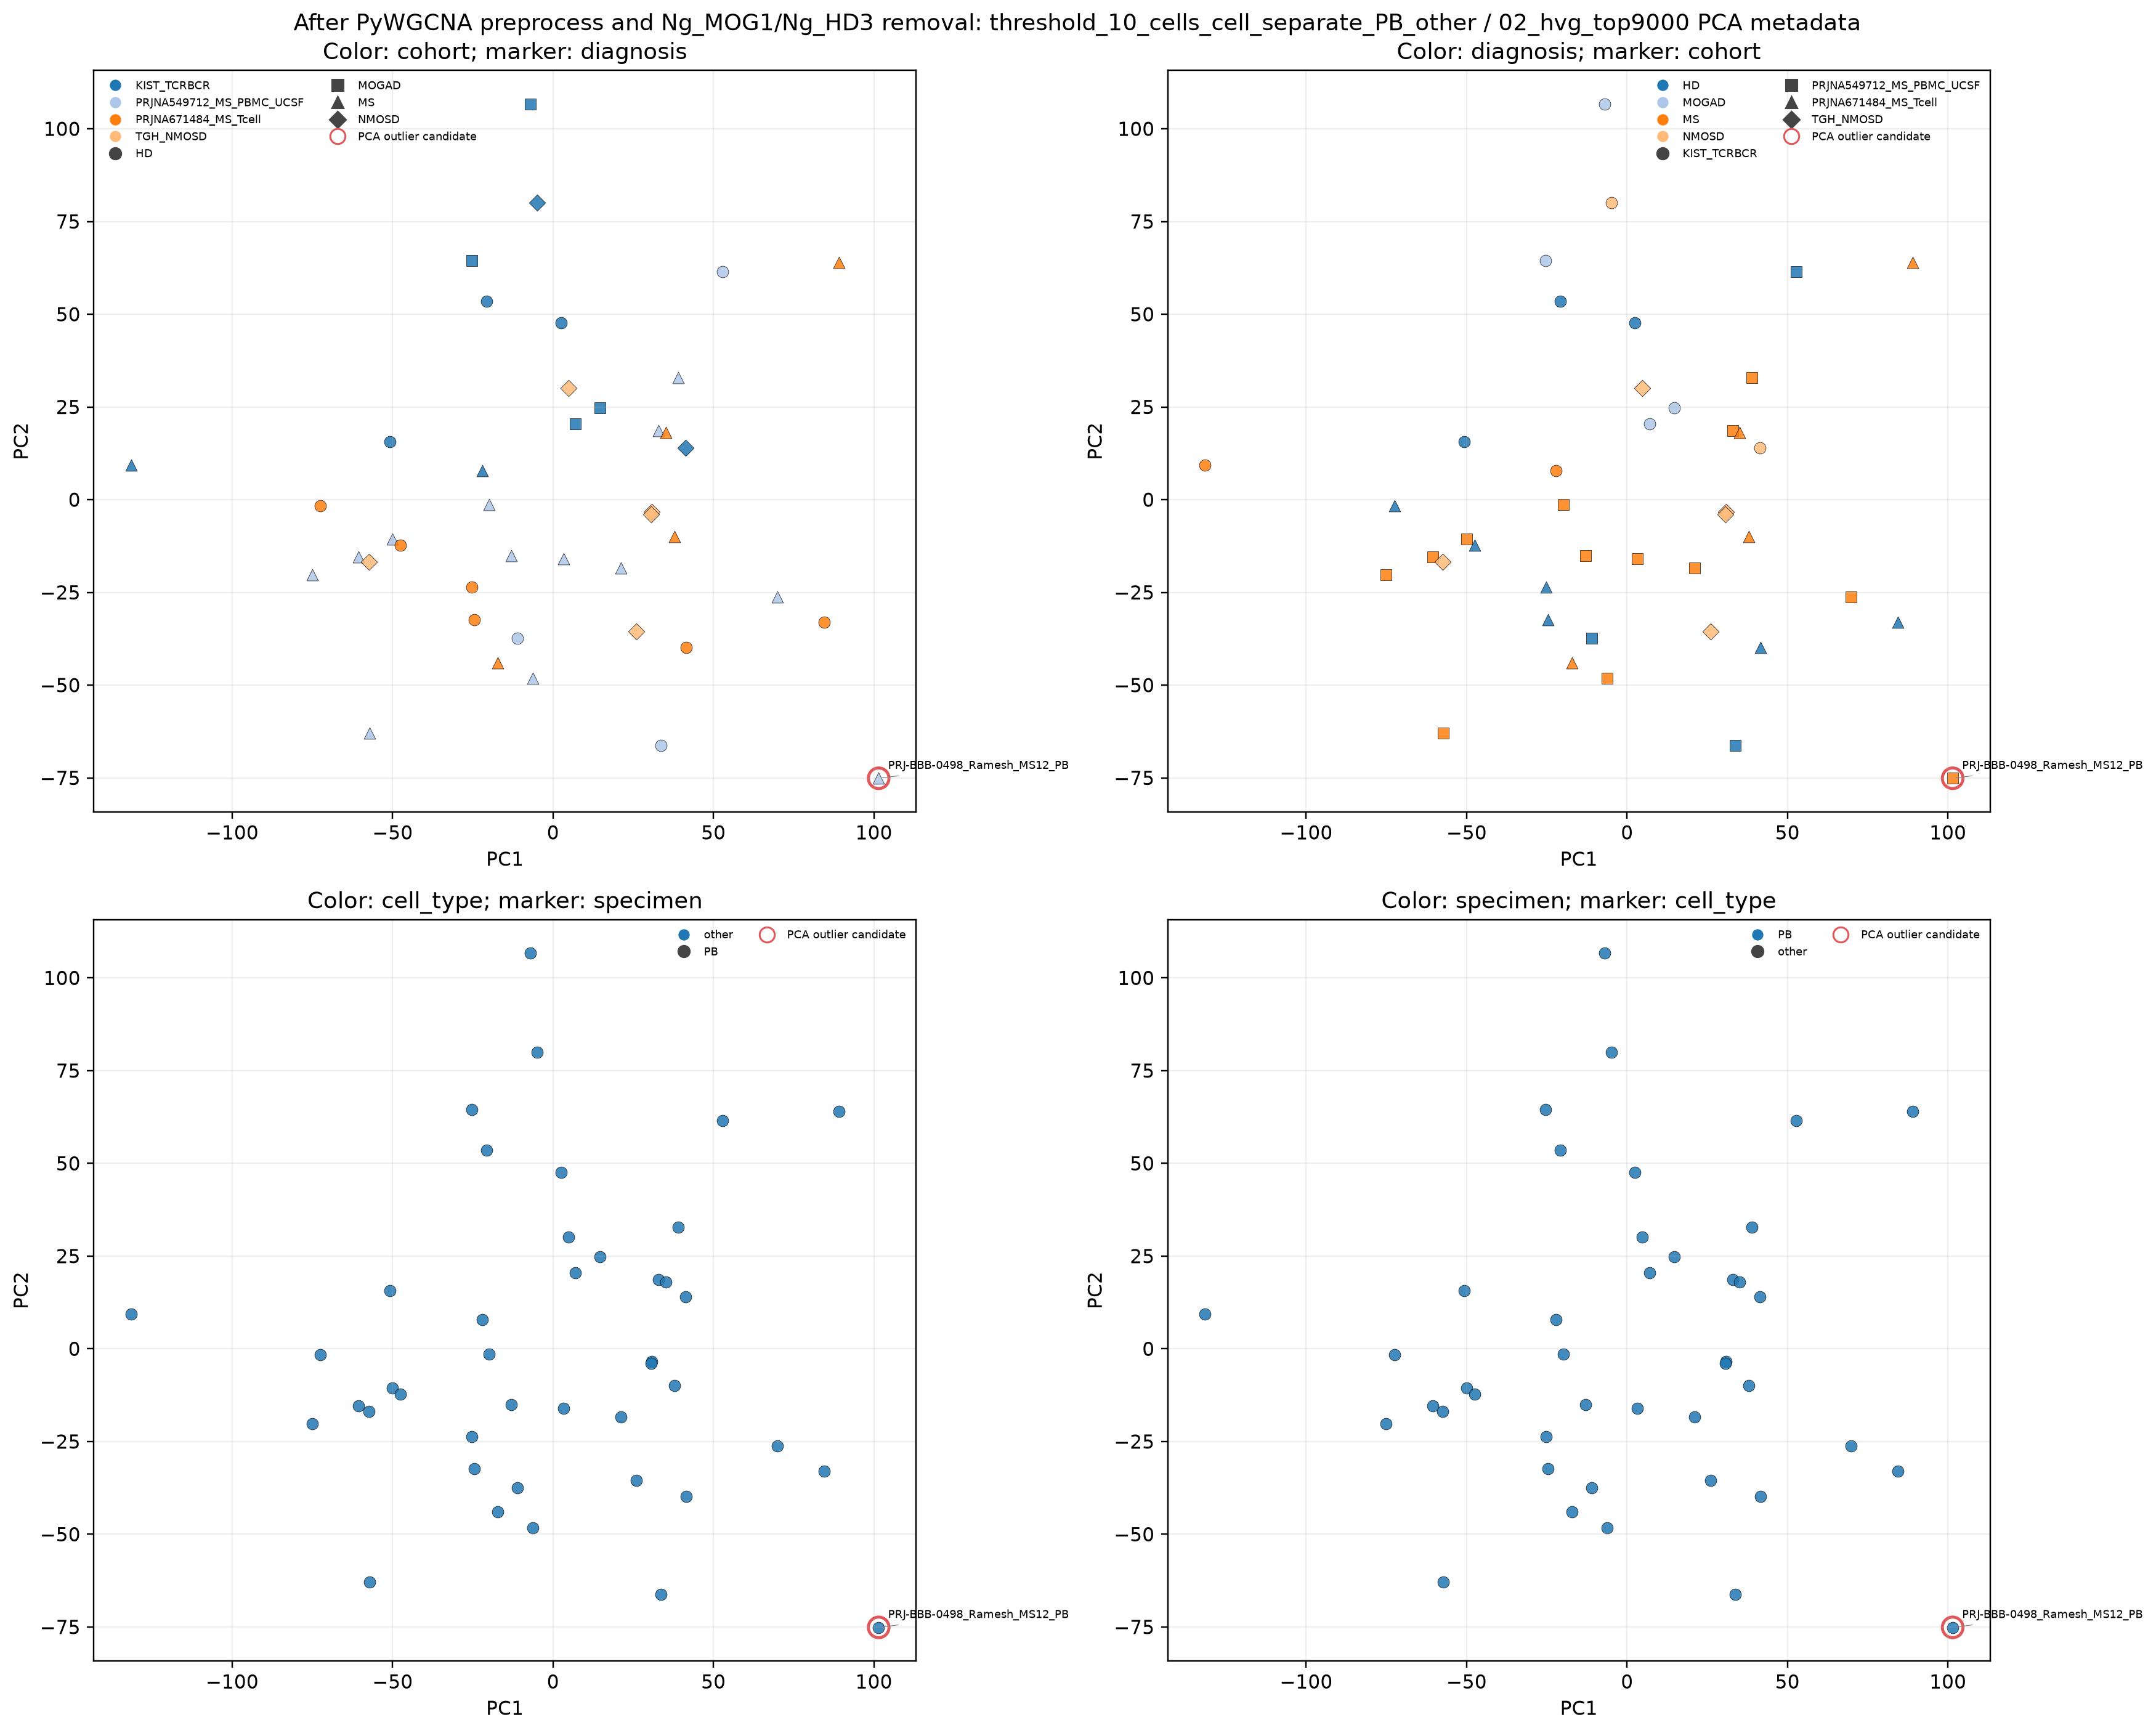 After PyWGCNA preprocess and Ng_MOG1/Ng_HD3 removal: threshold_10_cells_cell_separate_PB_other / 02_hvg_top9000 PCA metadata
Color: cohort; marker: diagnosis
KIST_TCRBCR
PRJNA549712_MS_PBMC_UCSF
PRJNA671484_MS_Tcell
TGH_NMOSD
HD
MOGAD
MS
NMOSD
PCA outlier candidate
100
75
50
25
0
−25
−50
−75
PC2
PRJ-BBB-0498_Ramesh_MS12_PB
−100
−50
0
50
100
PC1
Color: diagnosis; marker: cohort
HD
MOGAD
MS
NMOSD
KIST_TCRBCR
PRJNA549712_MS_PBMC_UCSF
PRJNA671484_MS_Tcell
TGH_NMOSD
PCA outlier candidate
100
75
50
25
0
−25
−50
−75
PC2
PRJ-BBB-0498_Ramesh_MS12_PB
−100
−50
0
50
100
PC1
Color: cell_type; marker: specimen
other
PB
PCA outlier candidate
100
75
50
25
0
−25
−50
−75
PC2
PRJ-BBB-0498_Ramesh_MS12_PB
−100
−50
0
50
100
PC1
Color: specimen; marker: cell_type
PB
other
PCA outlier candidate
100
75
50
25
0
−25
−50
−75
PC2
PRJ-BBB-0498_Ramesh_MS12_PB
−100
−50
0
50
100
PC1